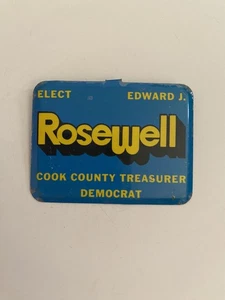 ELECT EDWARD J.
Rosewell
COOK COUNTY TREASURER
DEMOCRAT